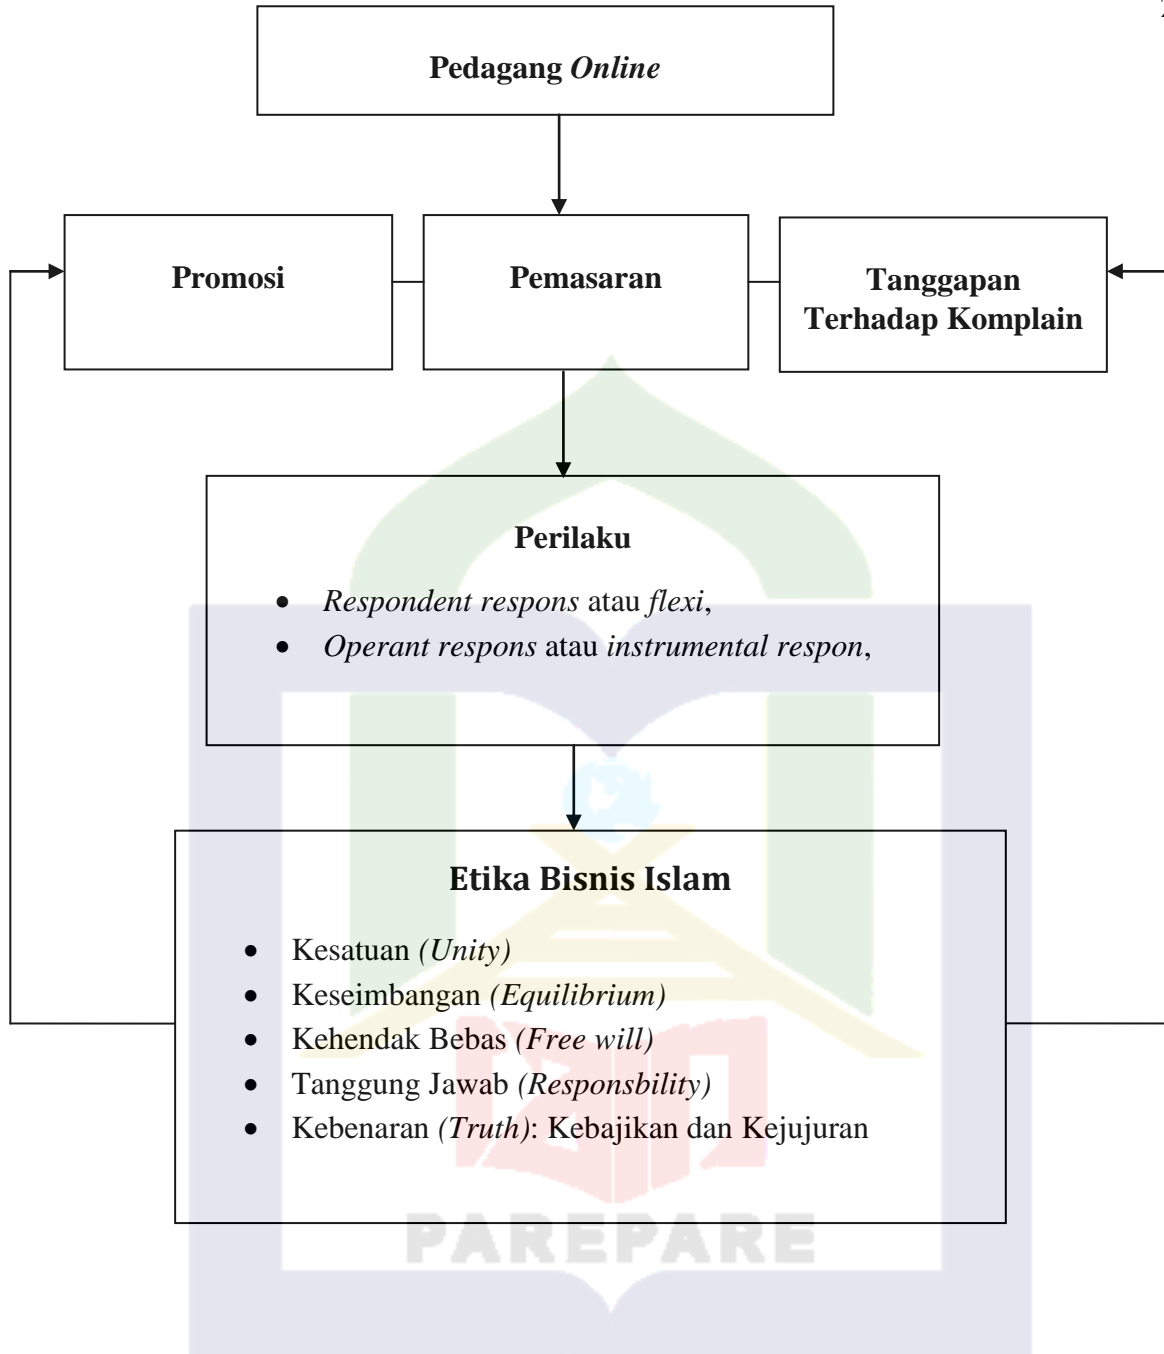 Pedagang Online
Promosi
Pemasaran
Tanggapan
Terhadap Komplain
Perilaku
• Respondent respons atau flexi,
• Operant respons atau instrumental respon,
Etika Bisnis Islam
• Kesatuan (Unity)
• Keseimbangan (Equilibrium)
• Kehendak Bebas (Free will)
• Tanggung Jawab (Responsbility)
• Kebenaran (Truth): Kebajikan dan Kejujuran
PAREPARE